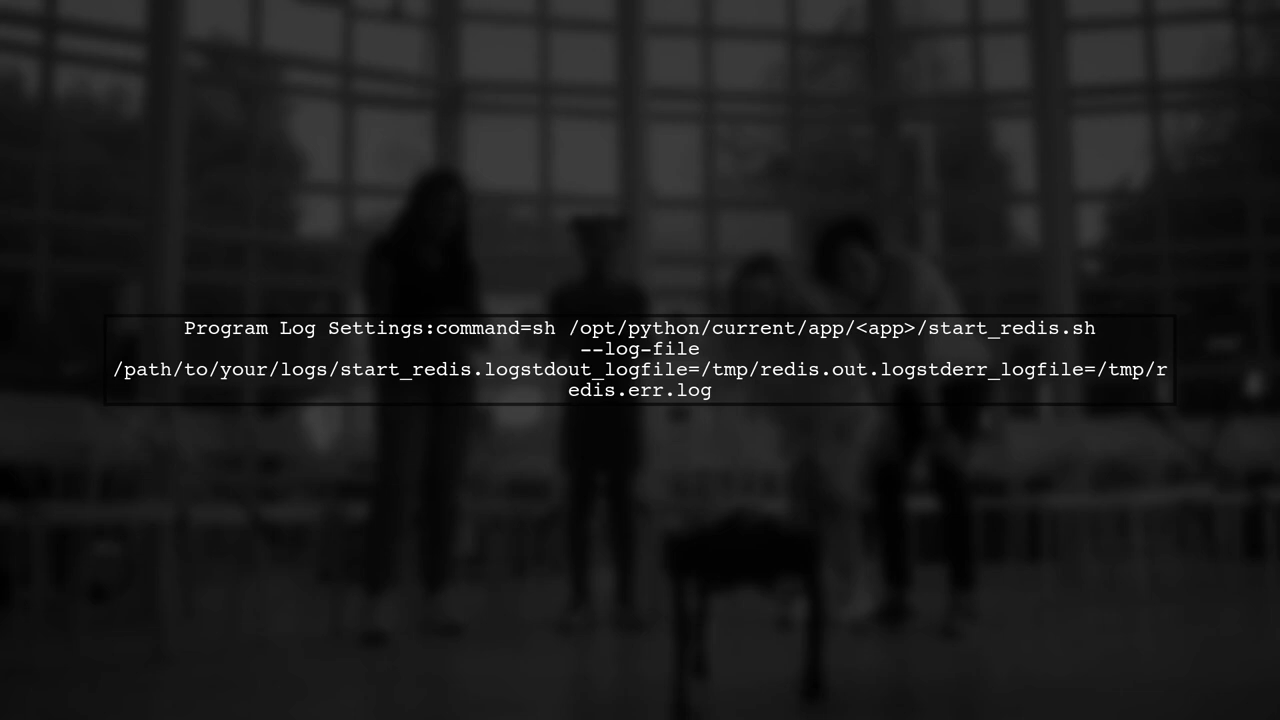 Program Log Settings:command=sh /opt/python/current/app/<app>/start_redis.sh
--log-file
/path/to/your/logs/start_redis.logstdout_logfile=/tmp/redis.out.logstderr_logfile=/tmp/r
edis.err.log